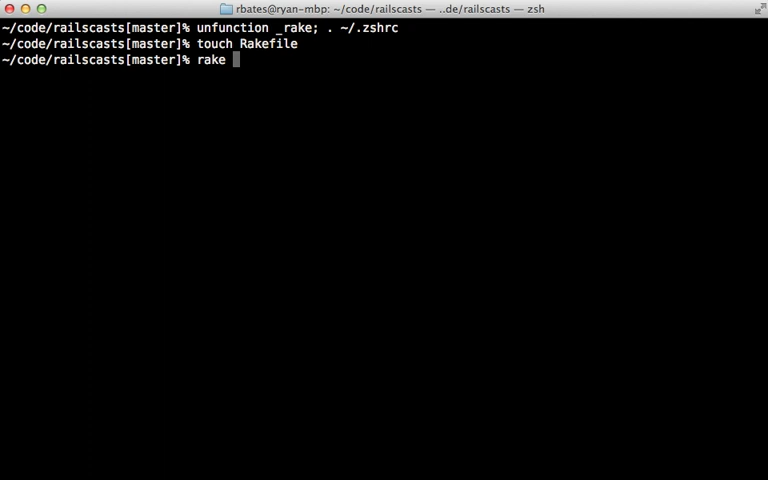 rbates@ryan-mbp: ~/code/railscasts — ..de/railscasts — zsh
~/code/railscasts[master]% unfunction _rake; . ~/.zshrc
~/code/railscasts[master]% touch Rakefile
~/code/railscasts[master]% rake